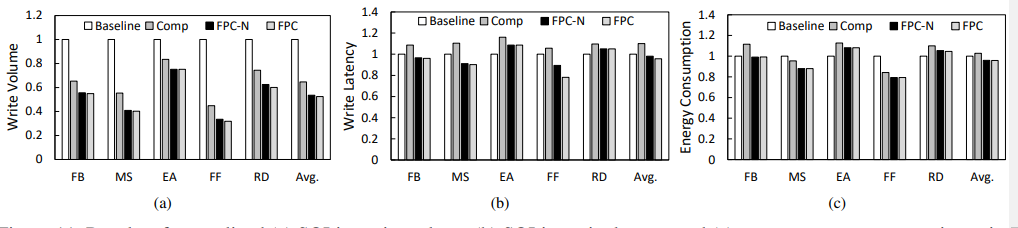 1.2
1
0.8
0.6
0.4
0.2
0
Write Volume
Baseline Comp FPC-N FPC
FB MS EA FF RD Avg.
(a)
1.4
1.2
1
0.8
0.6
0.4
0.2
0
Write Latency
Baseline Comp FPC-N FPC
FB MS EA FF RD Avg.
(b)
1.4
1.2
1
0.8
0.6
0.4
0.2
0
Energy Consumption
Baseline Comp FPC-N FPC
FB MS EA FF RD Avg.
(c)